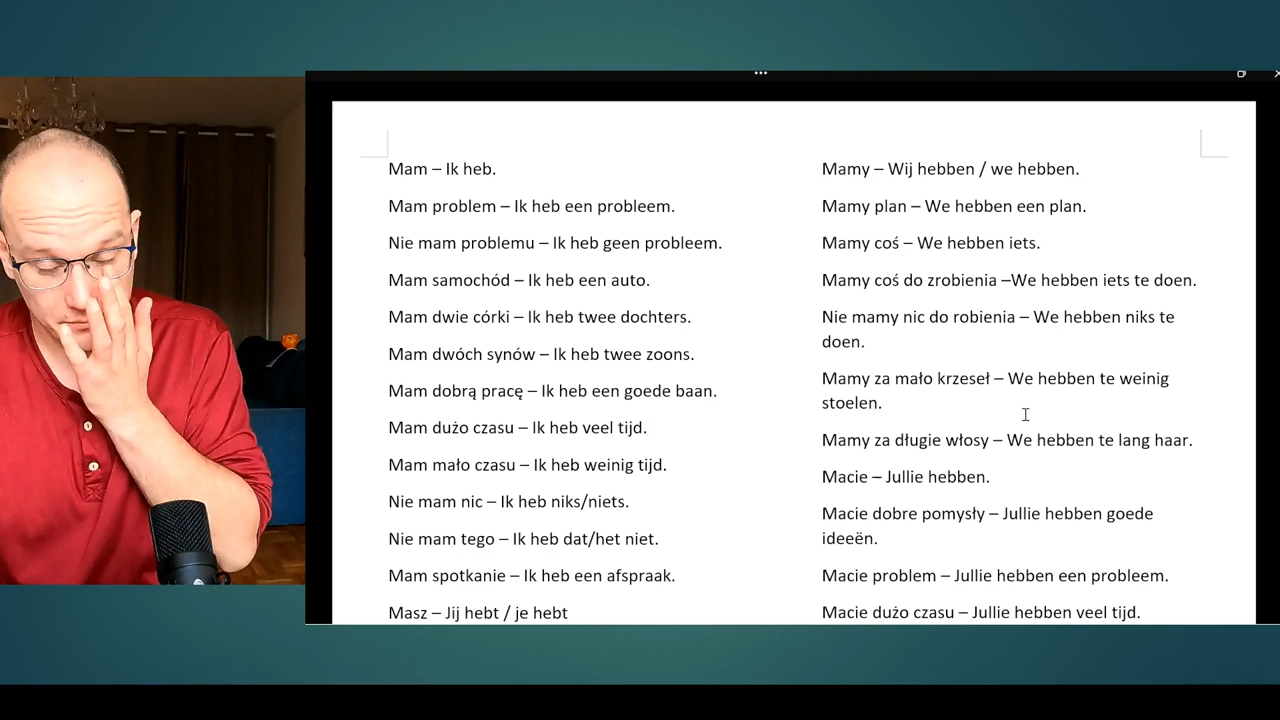 Mam – Ik heb.
Mam problem – Ik heb een probleem.
Nie mam problemu – Ik heb geen probleem.
Mam samochód – Ik heb een auto.
Mam dwie córki – Ik heb twee dochters.
Mam dwóch synów – Ik heb twee zoons.
Mam dobrą pracę – Ik heb een goede baan.
Mam dużo czasu – Ik heb veel tijd.
Mam mało czasu – Ik heb weinig tijd.
Nie mam nic – Ik heb niks/niets.
Nie mam tego – Ik heb dat/het niet.
Mam spotkanie – Ik heb een afspraak.
Masz – Jij hebt / je hebt
Mamy – Wij hebben / we hebben.
Mamy plan – We hebben een plan.
Mamy coś – We hebben iets.
Mamy coś do zrobienia –We hebben iets te doen.
Nie mamy nic do robienia – We hebben niks te
doen.
Mamy za mało krzeseł – We hebben te weinig
stoelen.
Mamy za długie włosy – We hebben te lang haar.
Macie – Jullie hebben.
Macie dobre pomysły – Jullie hebben goede
ideeën.
Macie problem – Jullie hebben een probleem.
Macie dużo czasu – Jullie hebben veel tijd.